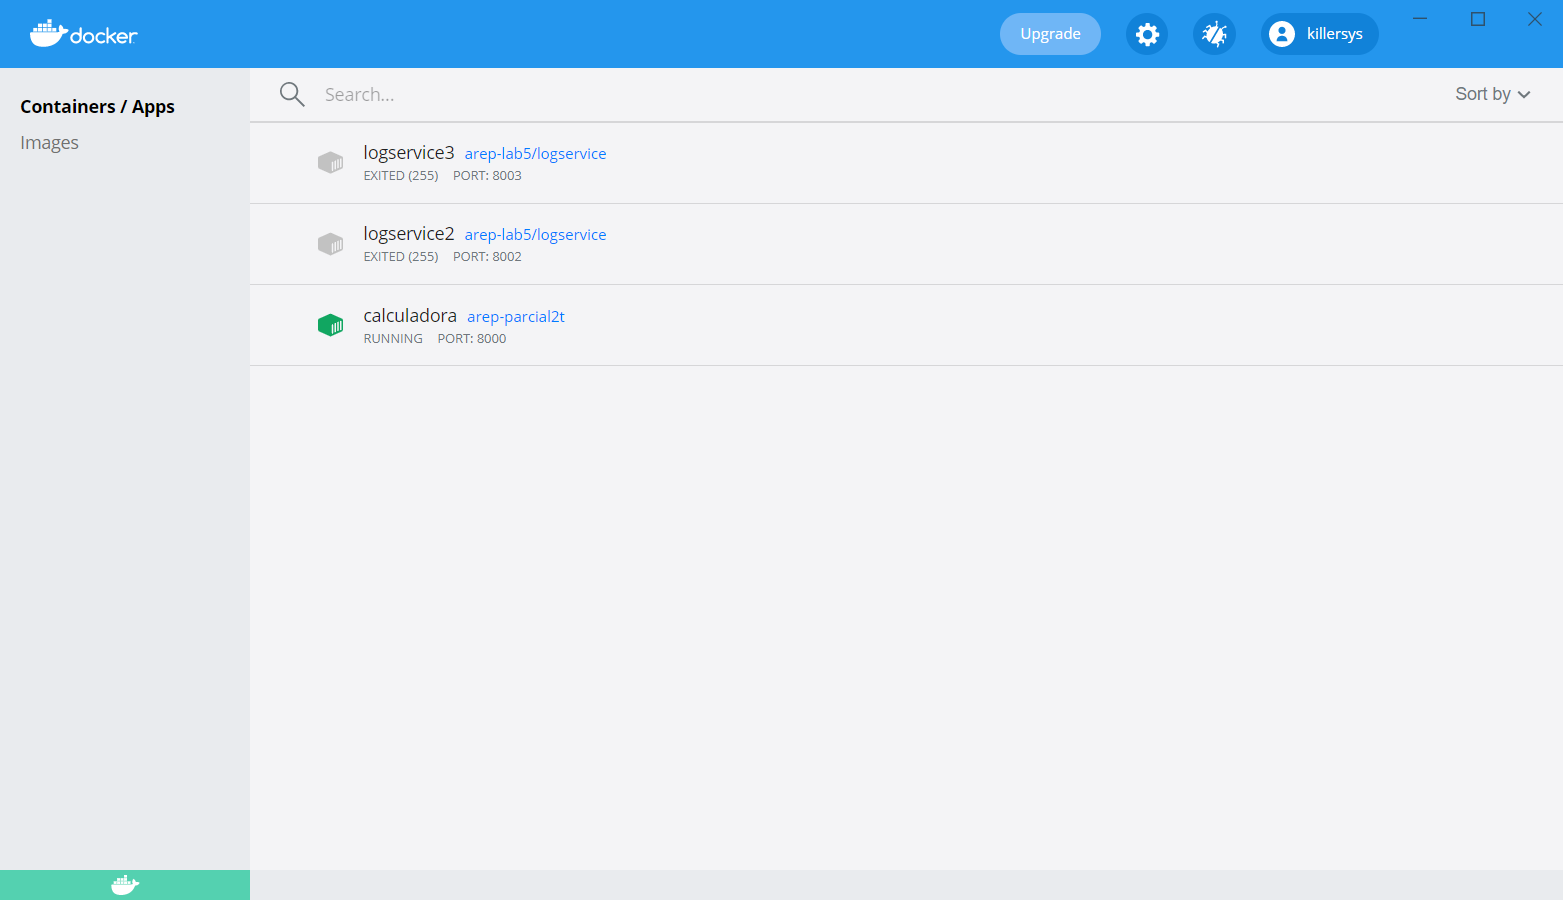 docker
Upgrade
killersys
Containers / Apps
Images
Search...
Sort by
logservice3 arep-lab5/logservice
EXITED (255) PORT: 8003
logservice2 arep-lab5/logservice
EXITED (255) PORT: 8002
calculadora arep-parcial2t
RUNNING PORT: 8000